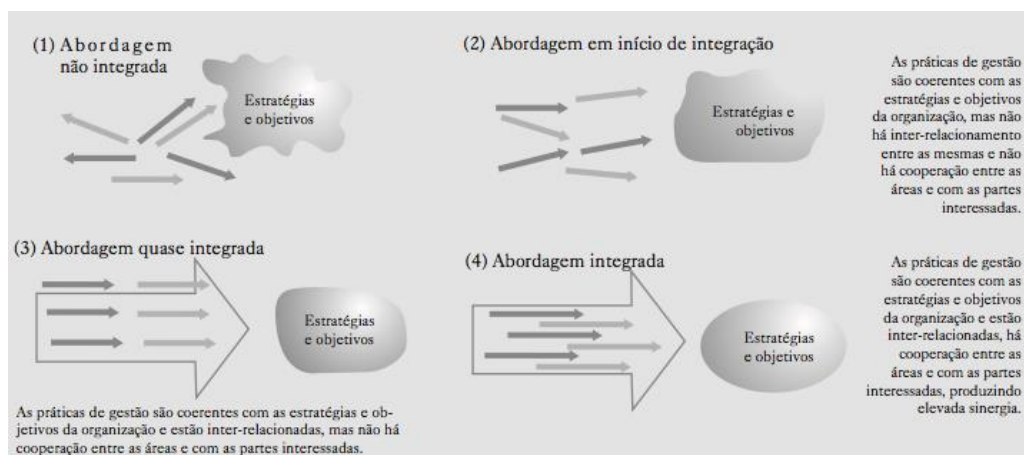 (1) Abordagem
não integrada
Estratégias
e objetivos
(2) Abordagem em início de integração
Estratégias e
objetivos
As práticas de gestão
são coerentes com as
estratégias e objetivos
da organização, mas não
há inter-relacionamento
entre as mesmas e não
há cooperação entre as
áreas e com as partes
interessadas.
(3) Abordagem quase integrada
Estratégias
e objetivos
As práticas de gestão são coerentes com as estratégias e ob-
jetivos da organização e estão inter-relacionadas, mas não há
cooperação entre as áreas e com as partes interessadas.
(4) Abordagem integrada
Estratégias
e objetivos
As práticas de gestão
são coerentes com as
estratégias e objetivos
da organização e estão
inter-relacionadas, há
cooperação entre as
áreas e com as partes
interessadas, produzindo
elevada sinergia.